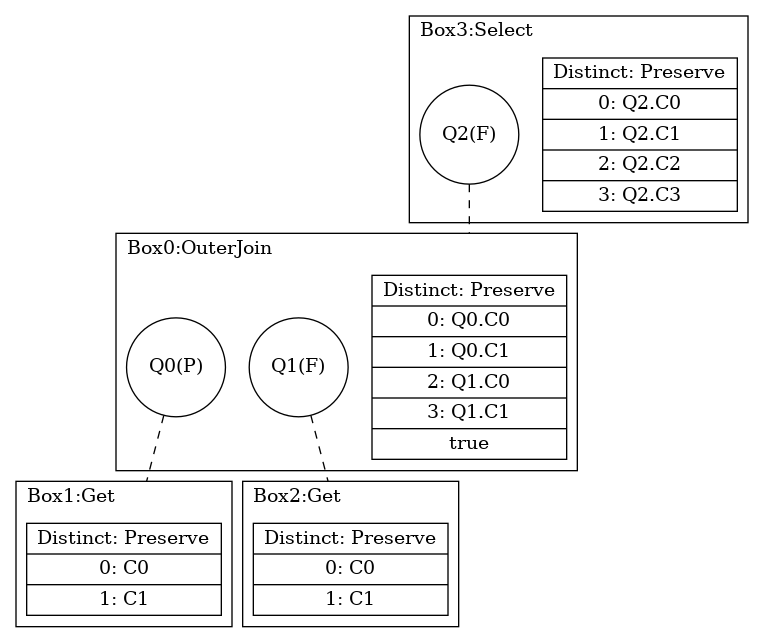 Box3:Select
Q2(F)
Distinct: Preserve
0: Q2.C0
1: Q2.C1
2: Q2.C2
3: Q2.C3
Box0:OuterJoin
Q0(P)
Q1(F)
Distinct: Preserve
0: Q0.C0
1: Q0.C1
2: Q1.C0
3: Q1.C1
true
Box1:Get
Distinct: Preserve
0: C0
1: C1
Box2:Get
Distinct: Preserve
0: C0
1: C1